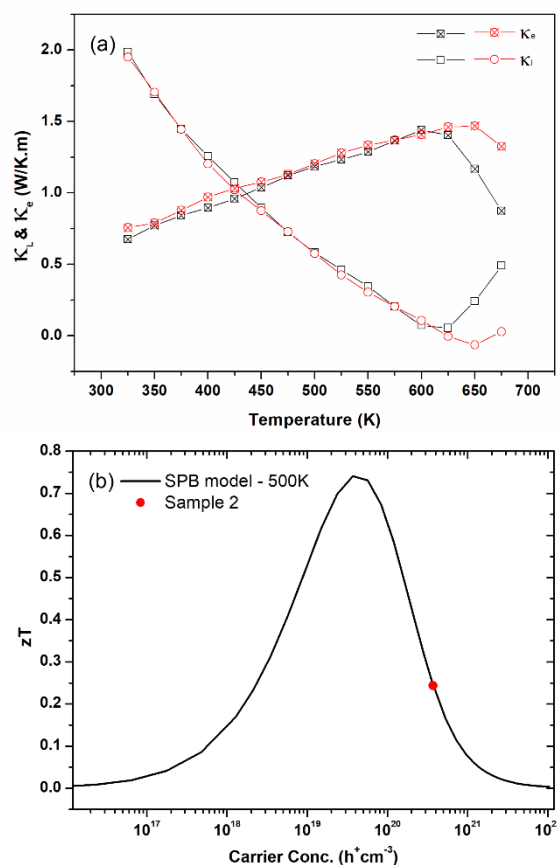 (a)
κe
κl
2.0
1.5
1.0
0.5
0.0
κL & κe (W/K.m)
300 350 400 450 500 550 600 650 700
Temperature (K)
(b)
SPB model - 500K
Sample 2
0.8
0.7
0.6
0.5
0.4
0.3
0.2
0.1
0.0
zT
10^17 10^18 10^19 10^20 10^21
Carrier Conc. (h⁺cm⁻³)